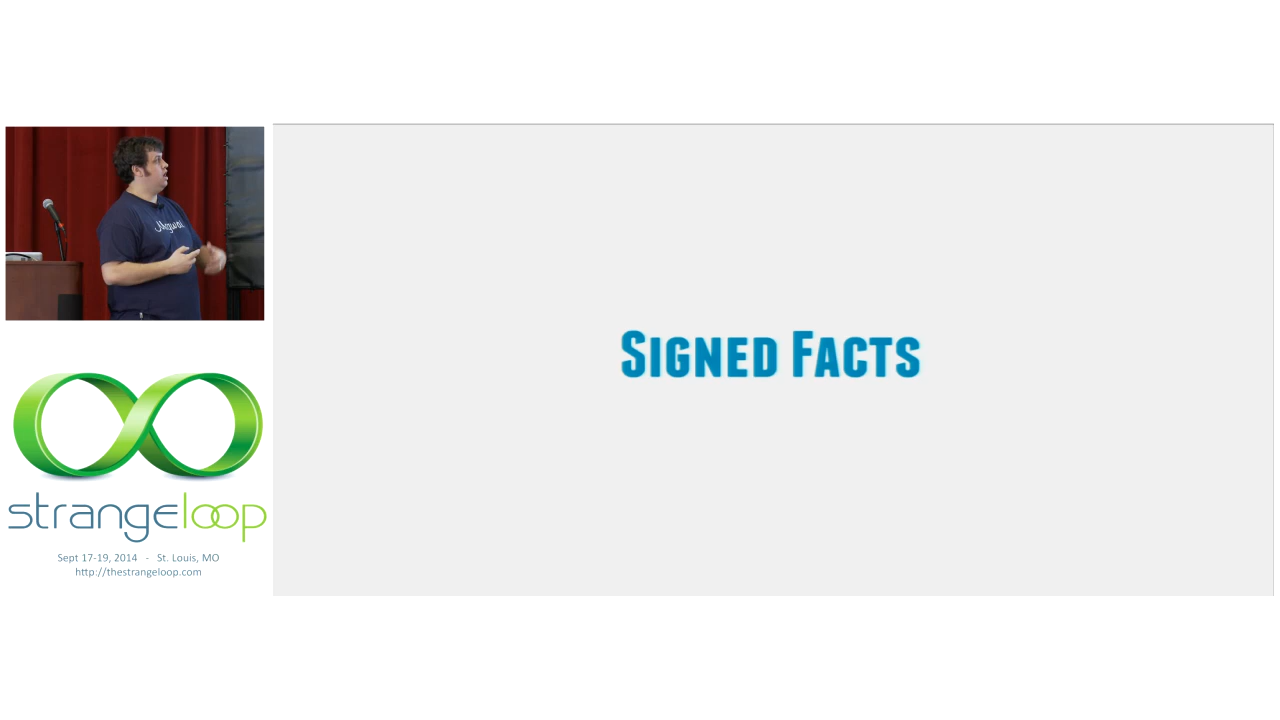 Signed Facts
strangeloop
Sept 17-19, 2014 - St. Louis, MO
http://thestrangeloop.com